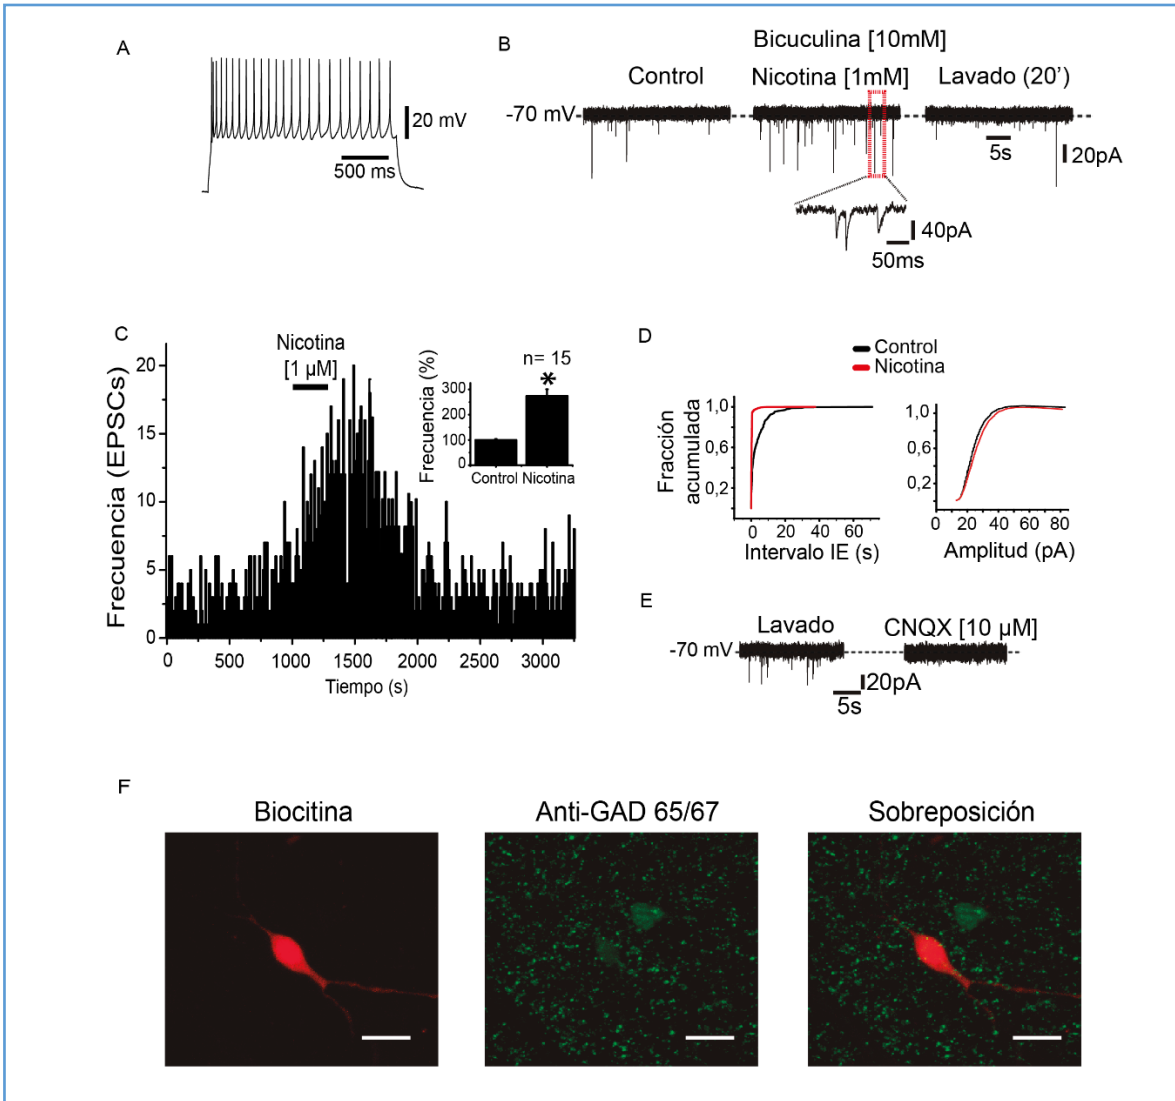 A
20 mV
500 ms
B
Bicuculina [10mM]
Control
Nicotina [1mM]
Lavado (20')
-70 mV
5s
20pA
40pA
50ms
C
Nicotina
[1 µM]
n= 15
*
Frecuencia (%)
300
200
100
0
Control
Nicotina
Frecuencia (EPSCs)
20
15
10
5
0
0
500
1000
1500
2000
2500
3000
Tiempo (s)
D
Control
Nicotina
Fracción
acumulada
1,0
0,6
0,2
0
20
40
60
Intervalo IE (s)
1,0
0,6
0,2
0
20
40
60
80
Amplitud (pA)
E
Lavado
CNQX [10 µM]
-70 mV
20pA
5s
F
Biocitina
Anti-GAD 65/67
Sobreposición